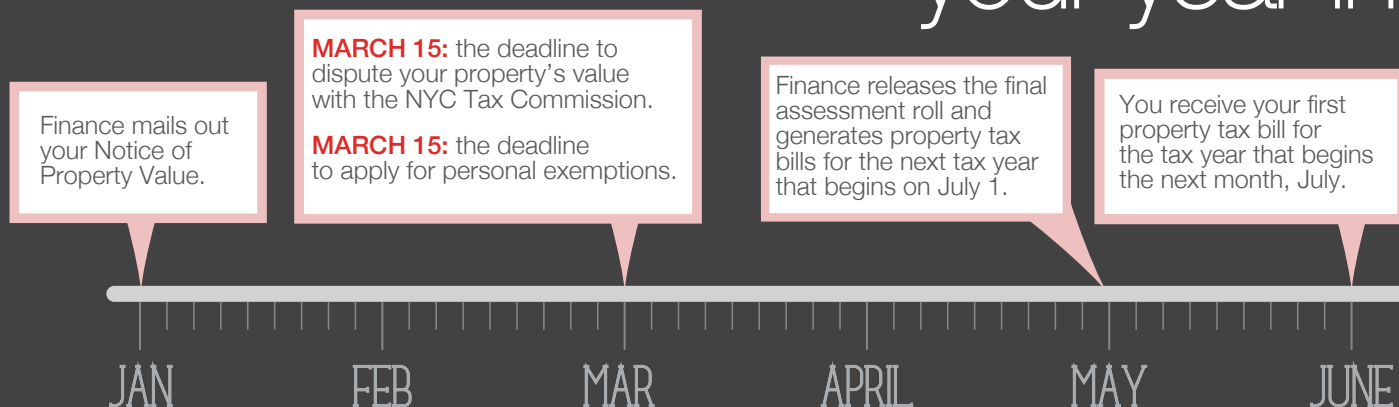 your year in
Finance mails out
your Notice of
Property Value.
MARCH 15: the deadline to
dispute your property’s value
with the NYC Tax Commission.
MARCH 15: the deadline
to apply for personal exemptions.
Finance releases the final
assessment roll and
generates property tax
bills for the next tax year
that begins on July 1.
You receive your first
property tax bill for
the tax year that begins
the next month, July.
JAN FEB MAR APRIL MAY JUNE